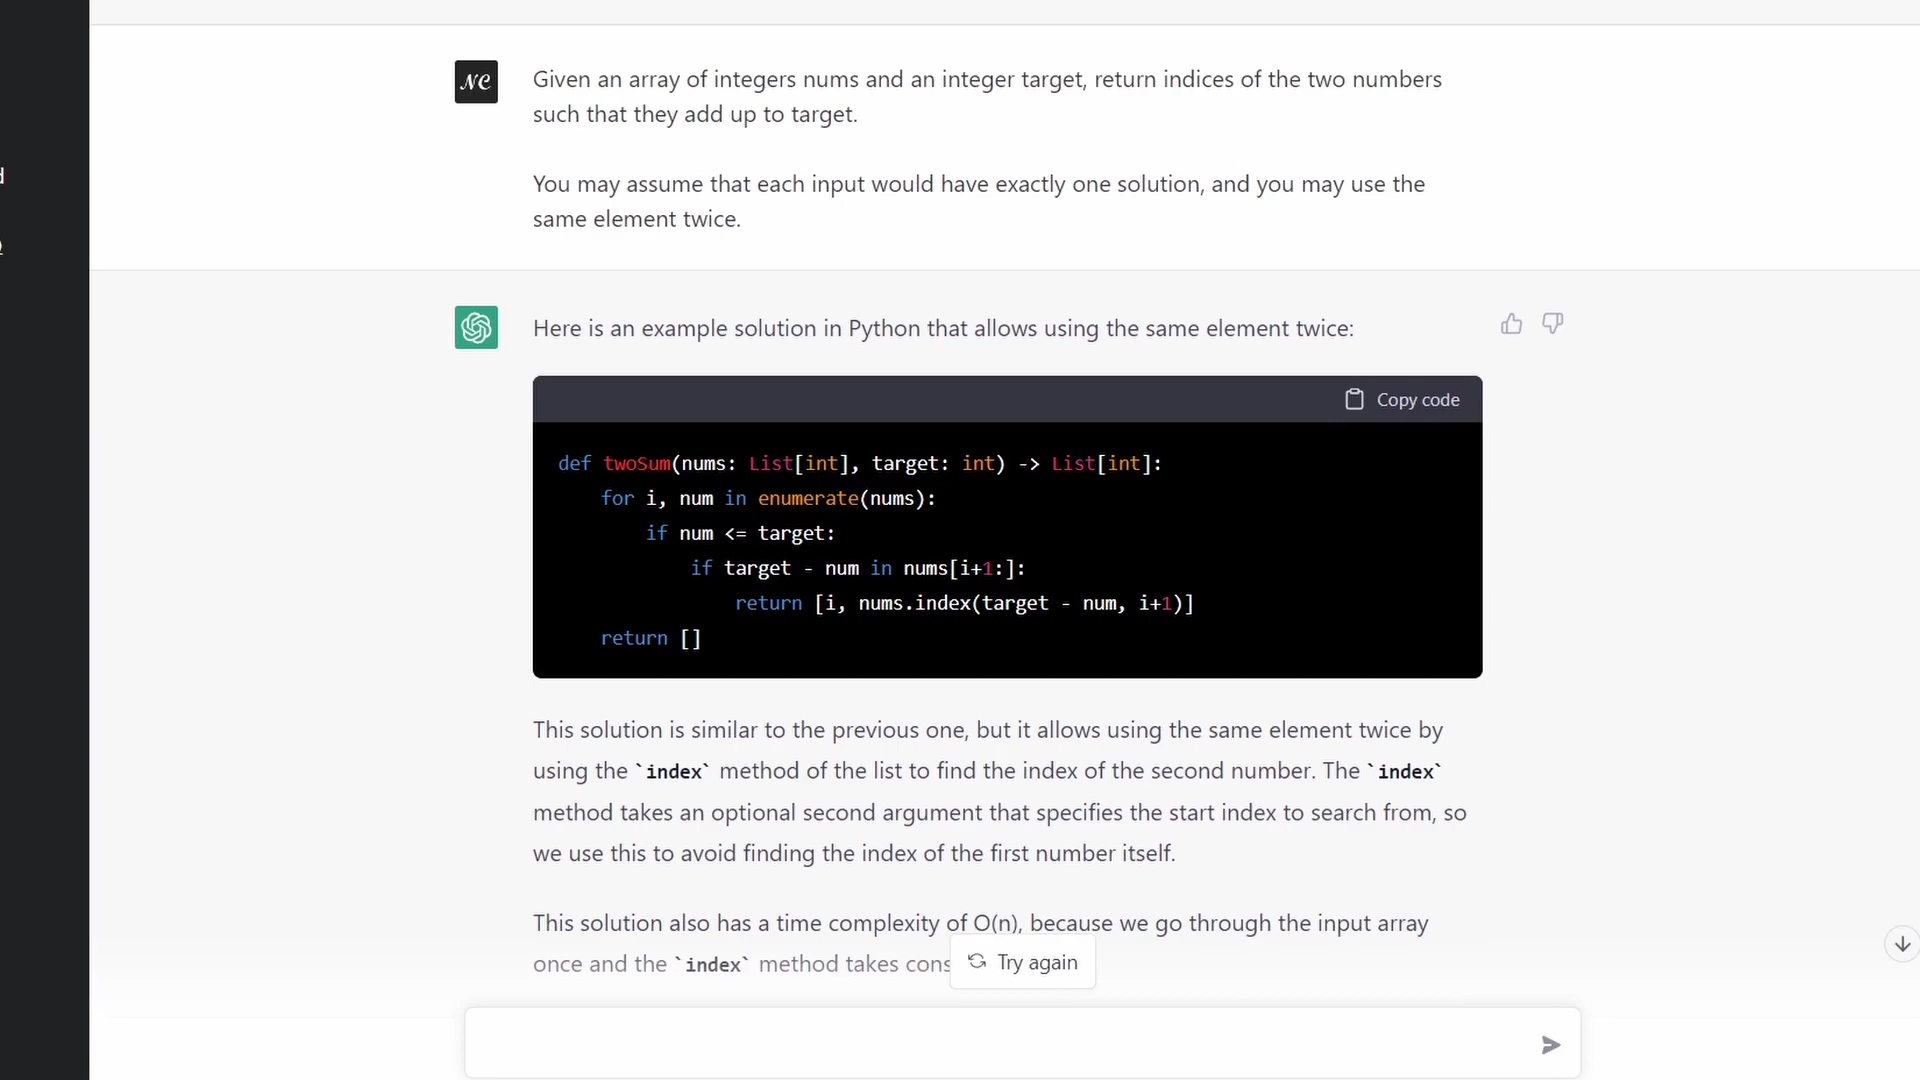 NC
Given an array of integers nums and an integer target, return indices of the two numbers
such that they add up to target.
You may assume that each input would have exactly one solution, and you may use the
same element twice.
Here is an example solution in Python that allows using the same element twice:
Copy code
def twoSum(nums: List[int], target: int) -> List[int]:
    for i, num in enumerate(nums):
        if num <= target:
            if target - num in nums[i+1:]:
                return [i, nums.index(target - num, i+1)]
    return []
This solution is similar to the previous one, but it allows using the same element twice by
using the `index` method of the list to find the index of the second number. The `index`
method takes an optional second argument that specifies the start index to search from, so
we use this to avoid finding the index of the first number itself.
This solution also has a time complexity of O(n), because we go through the input array
once and the `index` method takes
Try again